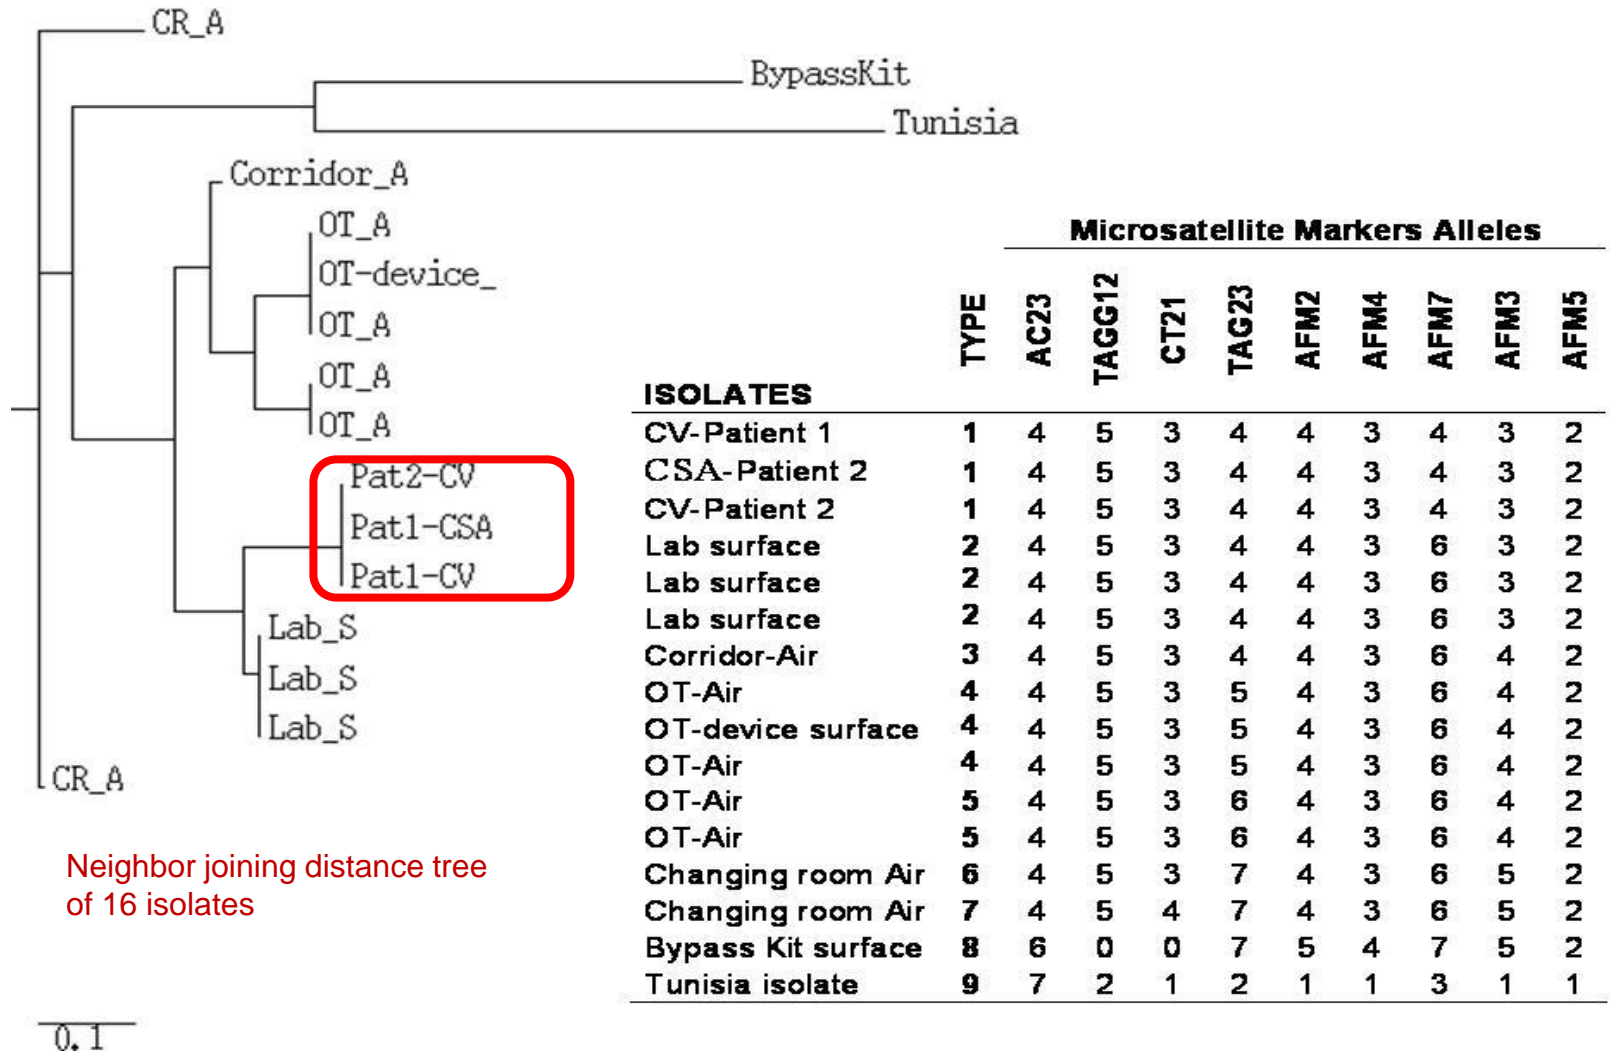 CR_A
BypassKit
Tunisia
Corridor_A
OT_A
OT-device_
OT_A
OT_A
OT_A
Pat2-CV
Pat1-CSA
Pat1-CV
Lab_S
Lab_S
Lab_S
CR_A
Neighbor joining distance tree
of 16 isolates
0.1
Microsatellite Markers Alleles
ISOLATES TYPE AC23 TAGG12 CT21 TAG23 AFM2 AFM4 AFM7 AFM3 AFM5
CV-Patient 1 1 4 5 3 4 4 3 4 3 2
CSA-Patient 2 1 4 5 3 4 4 3 4 3 2
CV-Patient 2 1 4 5 3 4 4 3 4 3 2
Lab surface 2 4 5 3 4 4 3 6 3 2
Lab surface 2 4 5 3 4 4 3 6 3 2
Lab surface 2 4 5 3 4 4 3 6 3 2
Corridor-Air 3 4 5 3 4 4 3 6 4 2
OT-Air 4 4 5 3 5 4 3 6 4 2
OT-device surface 4 4 5 3 5 4 3 6 4 2
OT-Air 4 4 5 3 5 4 3 6 4 2
OT-Air 5 4 5 3 6 4 3 6 4 2
OT-Air 5 4 5 3 6 4 3 6 4 2
Changing room Air 6 4 5 3 7 4 3 6 5 2
Changing room Air 7 4 5 4 7 4 3 6 5 2
Bypass Kit surface 8 6 0 0 7 5 4 7 5 2
Tunisia isolate 9 7 2 1 2 1 1 3 1 1